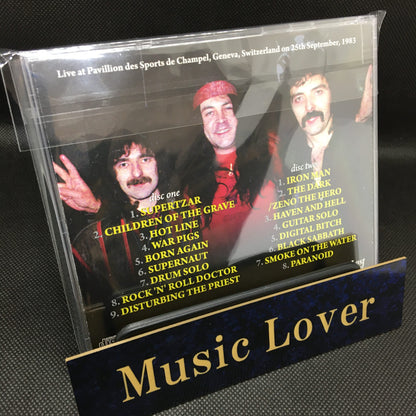 Live at Pavillion des Sports de Champel, Geneva, Switzerland on 25th September, 1983
disc one
1. SUPERTZAR
2. CHILDREN OF THE GRAVE
3. HOT LINE
4. WAR PIGS
5. BORN AGAIN
6. SUPERNAUT
7. DRUM SOLO
8. ROCK 'N' ROLL DOCTOR
9. DISTURBING THE PRIEST
disc two
1. IRON MAN
2. THE DARK
/ZENO THE HERO
3. HAVEN AND HELL
4. GUITAR SOLO
5. DIGITAL BITCH
6. BLACK SABBATH
7. SMOKE ON THE WATER
8. PARANOID
Music Lover